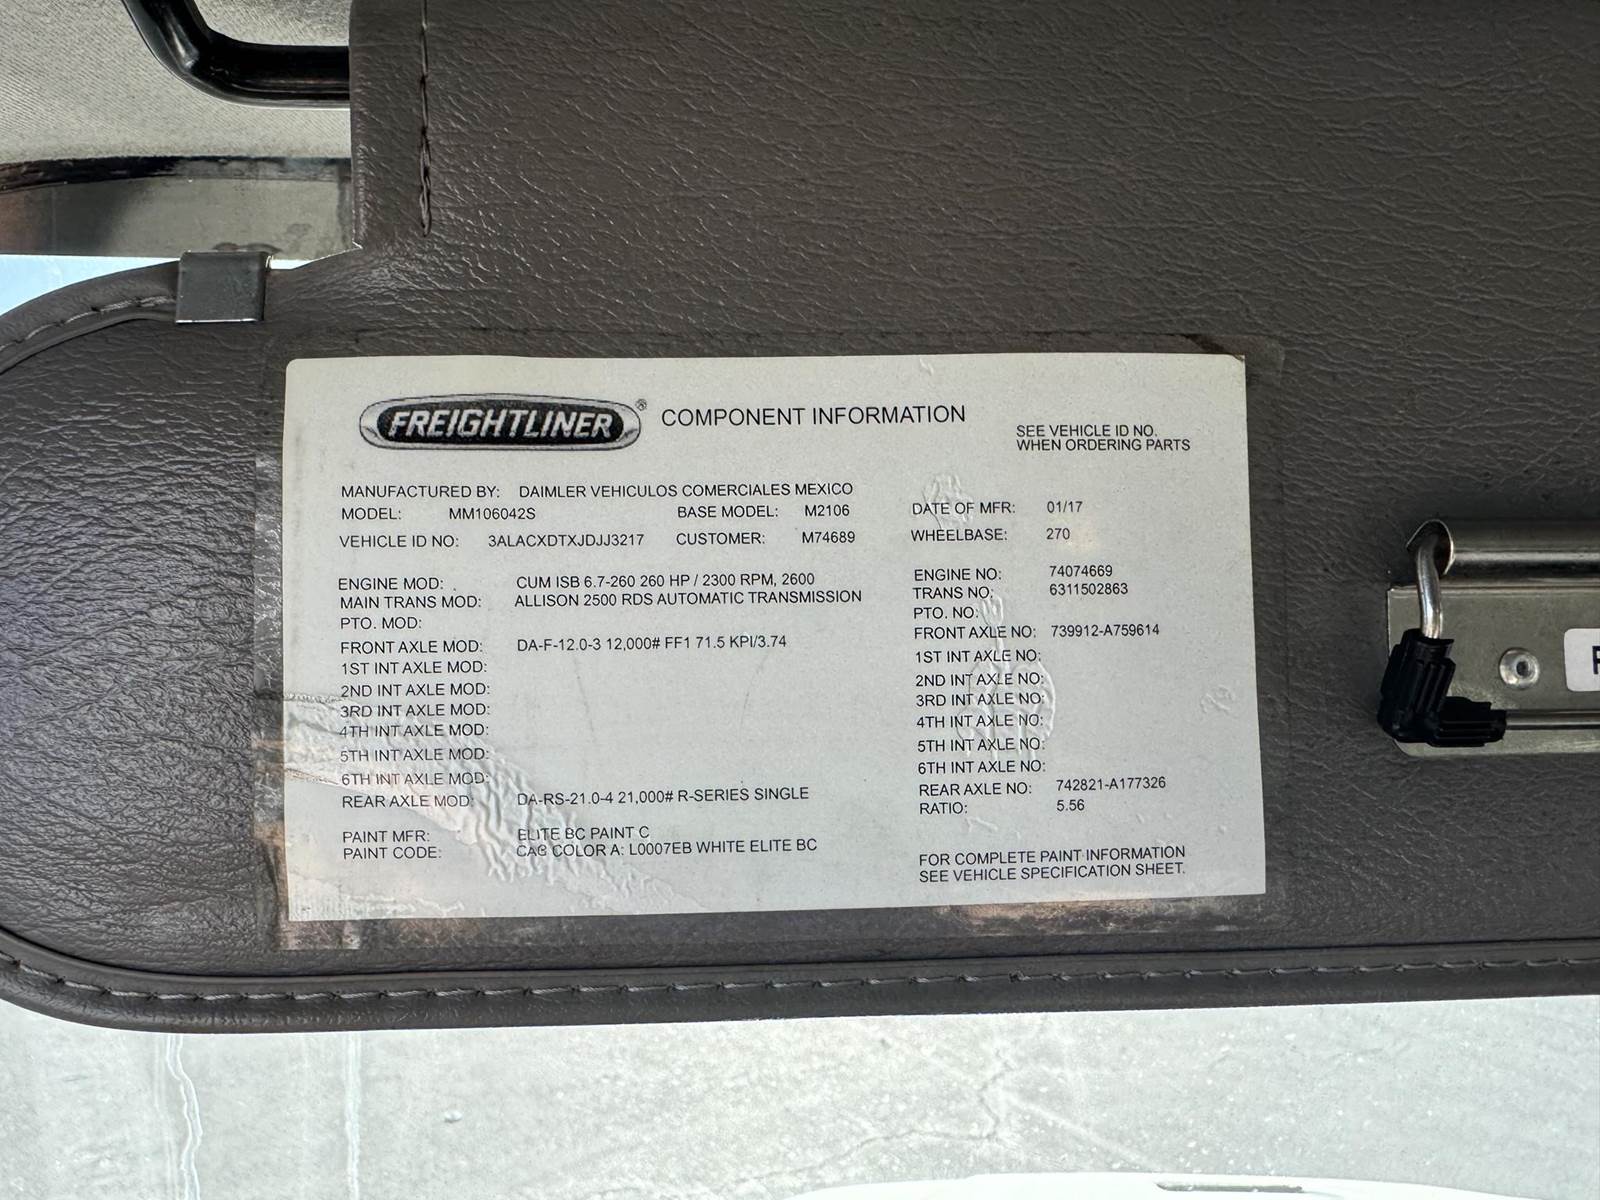 FREIGHTLINER® COMPONENT INFORMATION
SEE VEHICLE ID NO.
WHEN ORDERING PARTS
MANUFACTURED BY: DAIMLER VEHICULOS COMERCIALES MEXICO
MODEL: MM106042S BASE MODEL: M2106 DATE OF MFR: 01/17
VEHICLE ID NO: 3ALACXDTXJDJJ3217 CUSTOMER: M74689 WHEELBASE: 270
ENGINE MOD: CUM ISB 6.7-260 260 HP / 2300 RPM, 2600 ENGINE NO: 74074669
MAIN TRANS MOD: ALLISON 2500 RDS AUTOMATIC TRANSMISSION TRANS NO: 6311502863
PTO. MOD: PTO. NO:
FRONT AXLE MOD: DA-F-12.0-3 12,000# FF1 71.5 KPI/3.74 FRONT AXLE NO: 739912-A759614
1ST INT AXLE MOD: 1ST INT AXLE NO:
2ND INT AXLE MOD: 2ND INT AXLE NO:
3RD INT AXLE MOD: 3RD INT AXLE NO:
4TH INT AXLE MOD: 4TH INT AXLE NO:
5TH INT AXLE MOD: 5TH INT AXLE NO:
6TH INT AXLE MOD: 6TH INT AXLE NO:
REAR AXLE MOD: DA-RS-21.0-4 21,000# R-SERIES SINGLE REAR AXLE NO: 742821-A177326
RATIO: 5.56
PAINT MFR: ELITE BC PAINT C
PAINT CODE: CAB COLOR A: L0007EB WHITE ELITE BC
FOR COMPLETE PAINT INFORMATION
SEE VEHICLE SPECIFICATION SHEET.